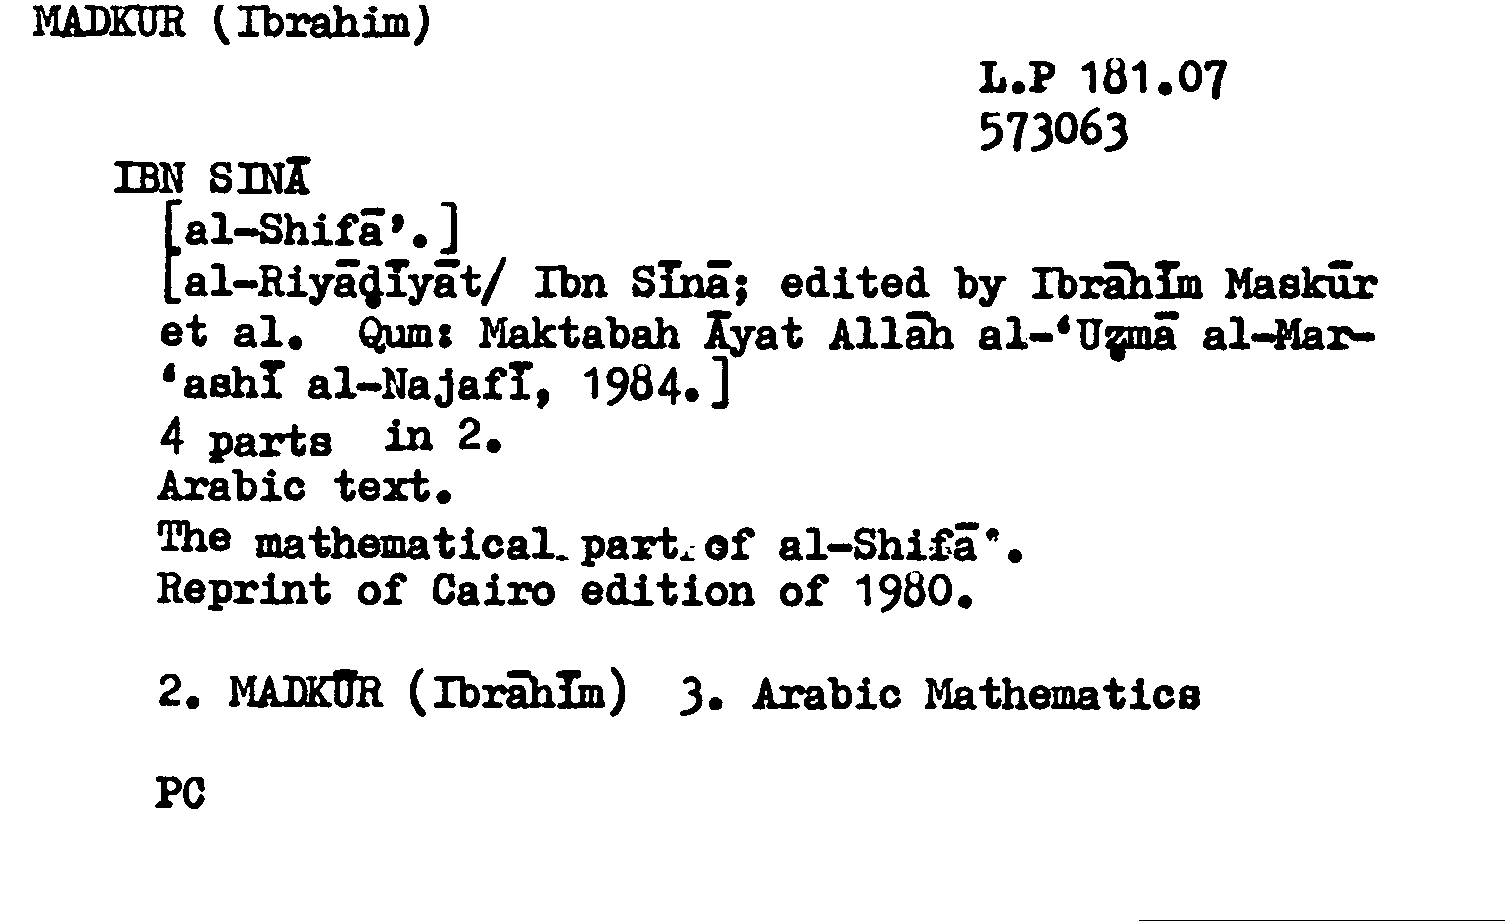 MADKUR (Ibrahim)
L.P 181.07
573063
IBN SINĀ
[al-Shifā’.]
[al-Riyāḍīyāt/ Ibn Sīnā; edited by Ibrāhīm Maskūr
et al. Qum: Maktabah Āyat Allāh al-‘Uẓmā al-Mar-
‘ashī al-Najafī, 1984.]
4 parts in 2.
Arabic text.
The mathematical part of al-Shifā’.
Reprint of Cairo edition of 1980.
2. MADKŪR (Ibrāhīm) 3. Arabic Mathematics
PC